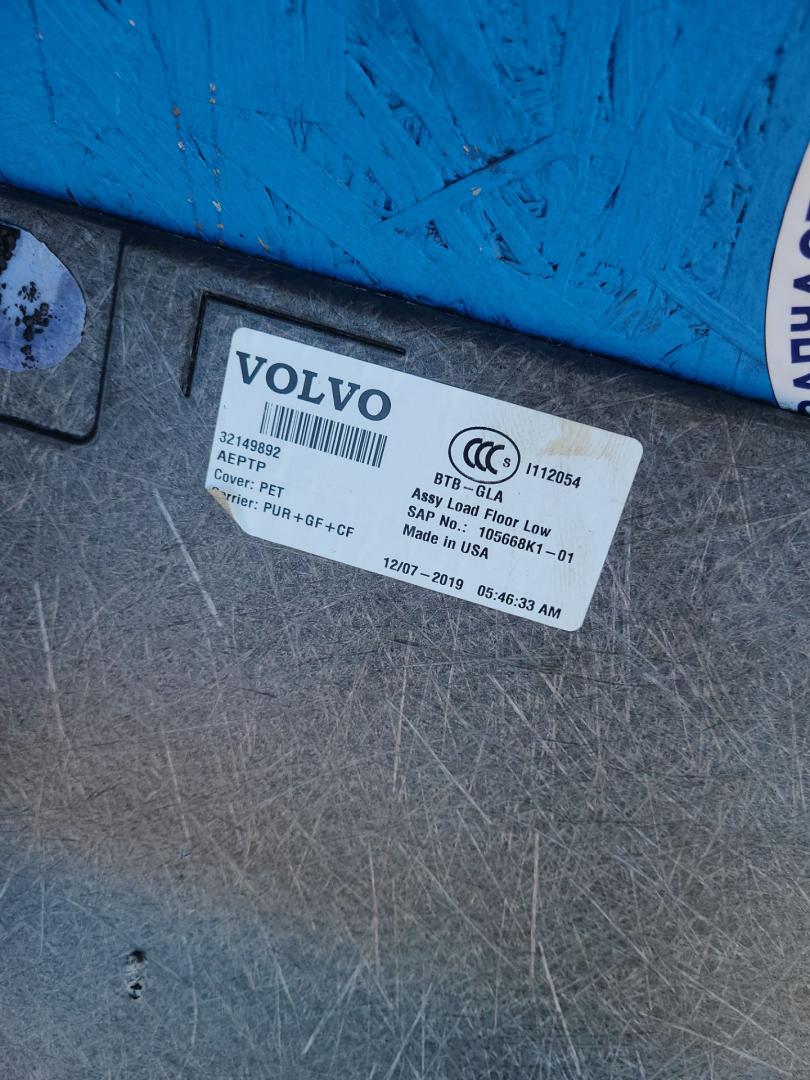 VOLVO
32149892
AEPTP
Cover: PET
Carrier: PUR+GF+CF
CCC S I112054
BTB-GLA
Assy Load Floor Low
SAP No.: 105668K1-01
Made in USA
12/07-2019 05:46:33 AM